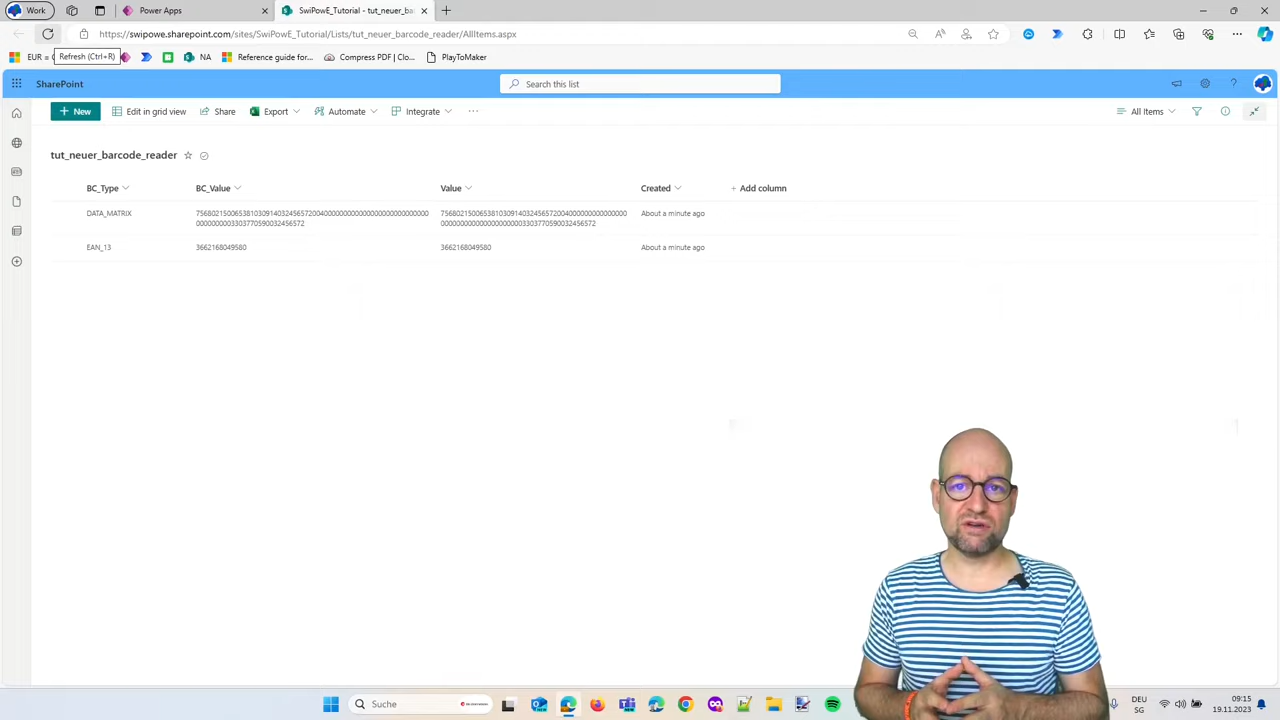 Work
Power Apps
SwiPowE_Tutorial - tut_neuer_ba
https://swipowe.sharepoint.com/sites/SwiPowE_Tutorial/Lists/tut_neuer_barcode_reader/AllItems.aspx
EUR =
Refresh (Ctrl+R)
NA
Reference guide for...
Compress PDF | Clo...
PlayToMaker
SharePoint
Search this list
New
Edit in grid view
Share
Export
Automate
Integrate
All Items
tut_neuer_barcode_reader
BC_Type
BC_Value
Value
Created
Add column
DATA_MATRIX
About a minute ago
EAN_13
3662168049580
3662168049580
About a minute ago
Suche
DEU
SG
09:15
19.11.2023